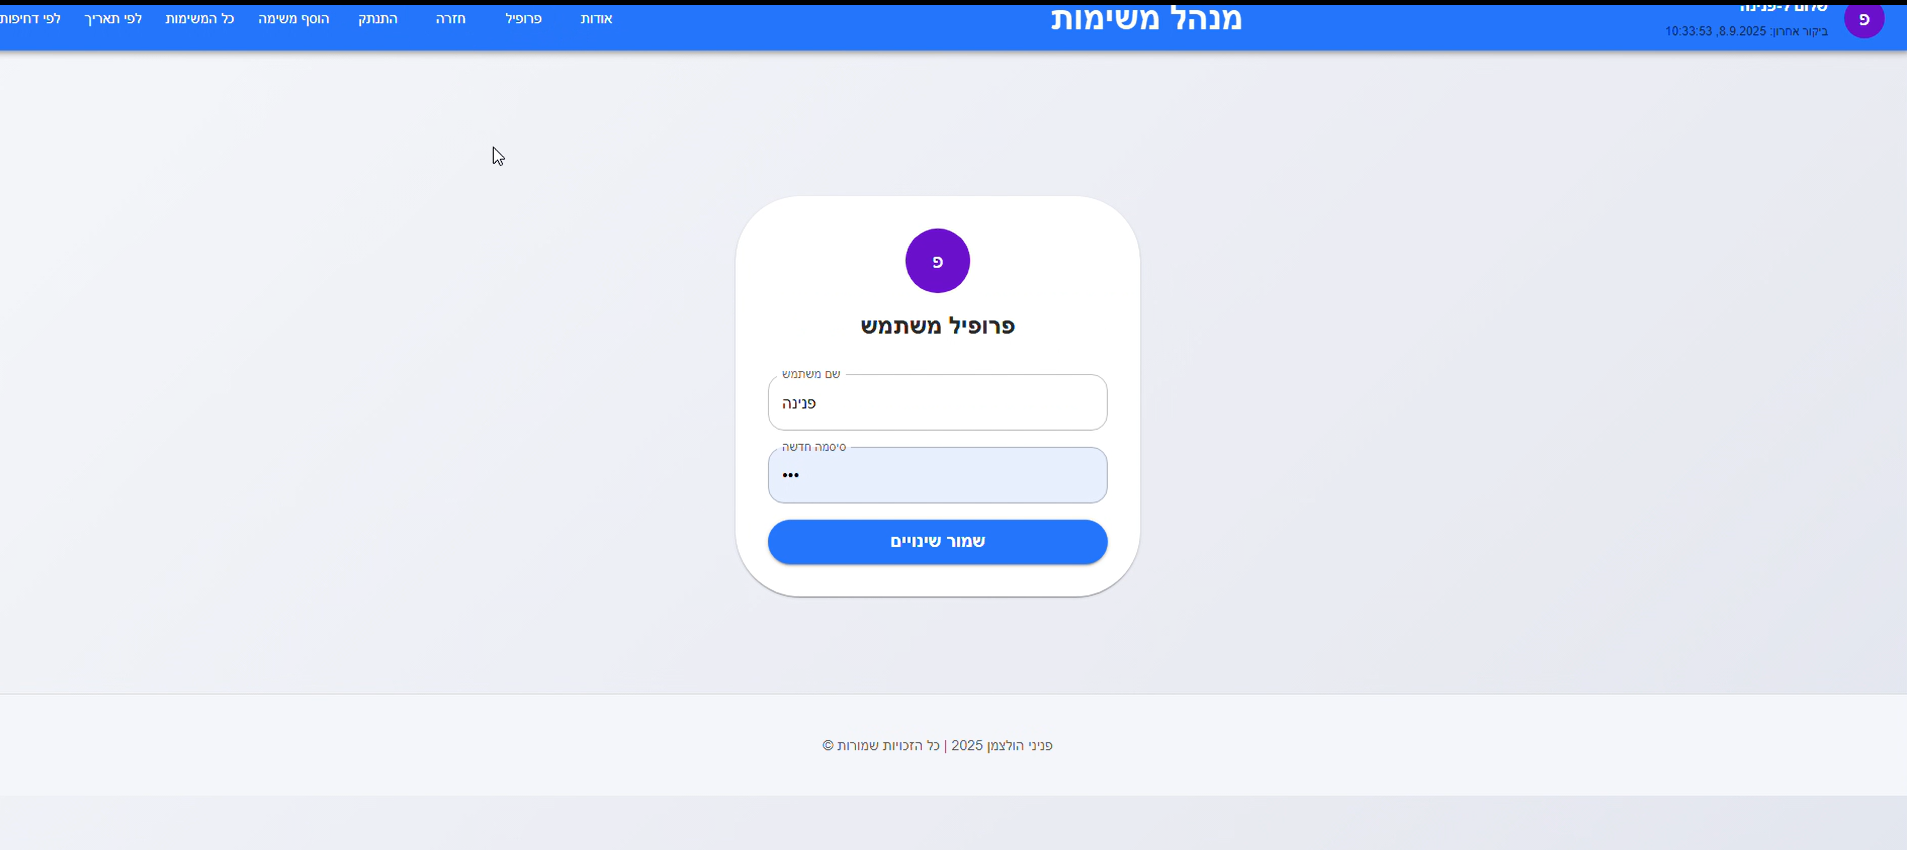 פ
שלום ל-פנינה
ביקור אחרון: 8.9.2025, 10:33:53
מנהל משימות
אודות
פרופיל
חזרה
התנתק
הוסף משימה
כל המשימות
לפי תאריך
לפי דחיפות
פ
פרופיל משתמש
שם משתמש
פנינה
סיסמה חדשה
•••
שמור שינויים
פניני הולצמן 2025 | כל הזכויות שמורות ©